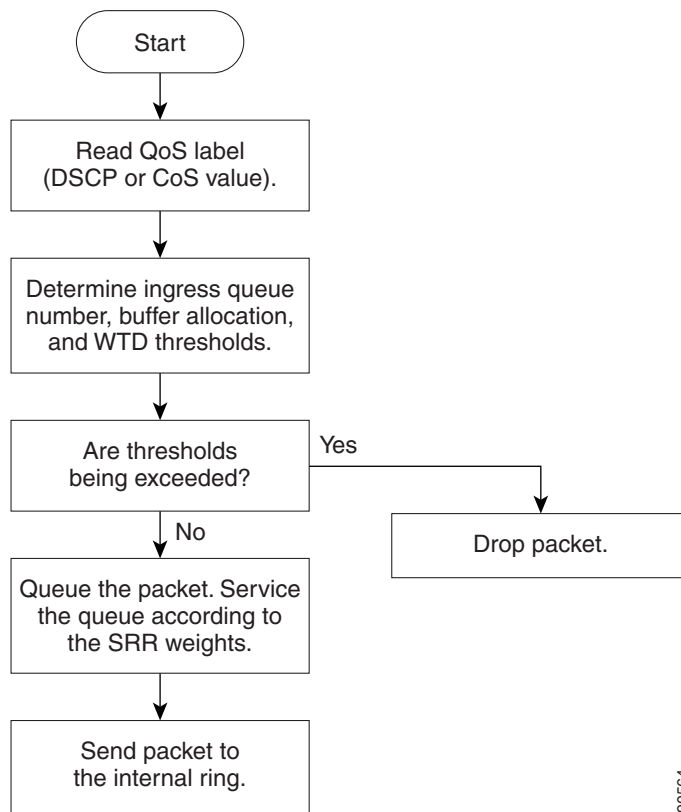 Start
Read QoS label
(DSCP or CoS value).
Determine ingress queue
number, buffer allocation,
and WTD thresholds.
Are thresholds
being exceeded?
Yes
No
Drop packet.
Queue the packet. Service
the queue according to
the SRR weights.
Send packet to
the internal ring.